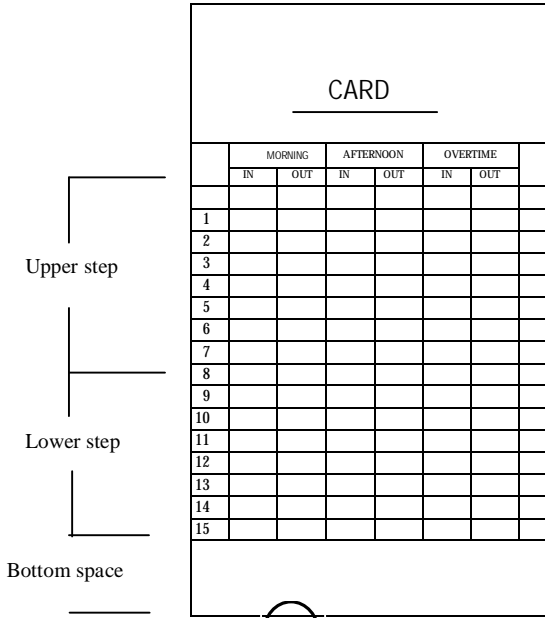 CARD
MORNING AFTERNOON OVERTIME
IN OUT IN OUT IN OUT
1
2
3
4
5
6
7
8
9
10
11
12
13
14
15
Upper step
Lower step
Bottom space